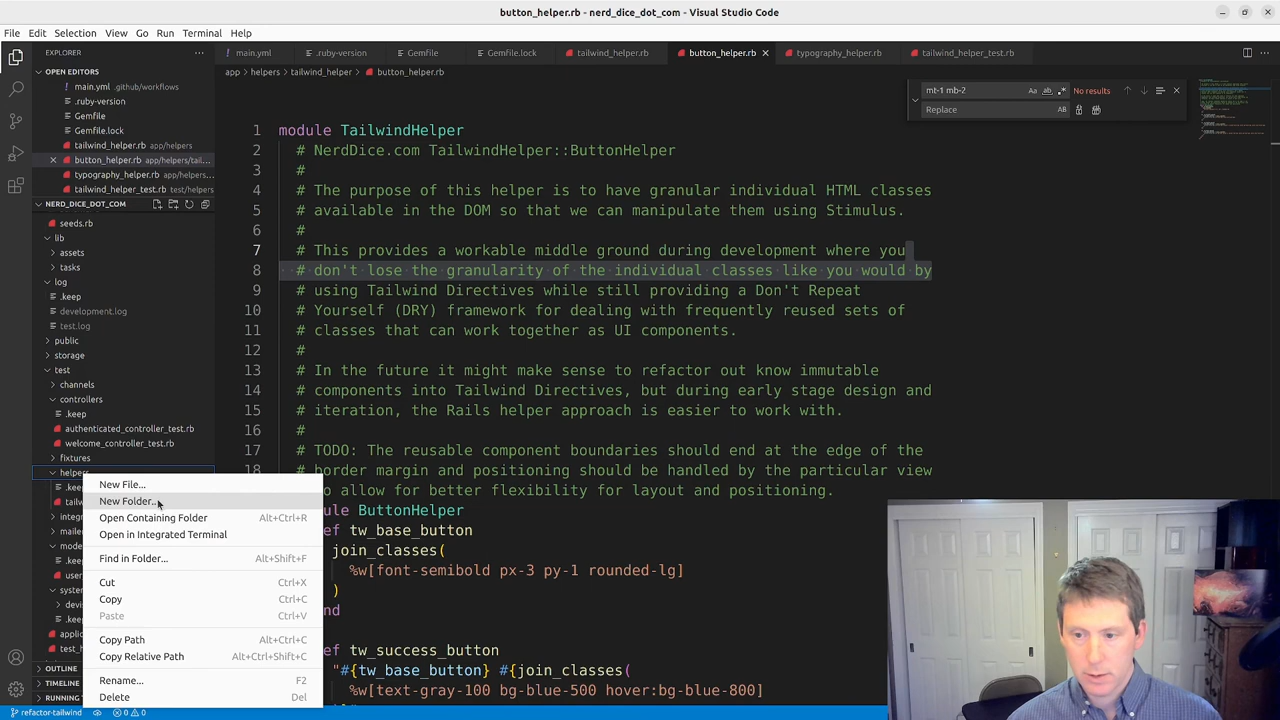 button_helper.rb - nerd_dice_dot_com - Visual Studio Code
File Edit Selection View Go Run Terminal Help
EXPLORER
main.yml .ruby-version Gemfile Gemfile.lock tailwind_helper.rb button_helper.rb typography_helper.rb tailwind_helper_test.rb
OPEN EDITORS
main.yml .github/workflows
.ruby-version
Gemfile
Gemfile.lock
tailwind_helper.rb app/helpers
button_helper.rb app/helpers/tail...
typography_helper.rb app/helpers...
tailwind_helper_test.rb test/helpers
NERD_DICE_DOT_COM
seeds.rb
lib
assets
tasks
log
.keep
development.log
test.log
public
storage
test
channels
controllers
.keep
authenticated_controller_test.rb
welcome_controller_test.rb
fixtures
helpers
OUTLINE
TIMELINE
New File...
New Folder...
Open Containing Folder Alt+Ctrl+R
Open in Integrated Terminal
Find in Folder... Alt+Shift+F
Cut Ctrl+X
Copy Ctrl+C
Paste Ctrl+V
Copy Path Alt+Ctrl+C
Copy Relative Path Alt+Ctrl+Shift+C
Rename... F2
Delete Del
app > helpers > tailwind_helper > button_helper.rb
mt-1 mb-2 Aa ab No results
Replace AB
1 module TailwindHelper
2 # NerdDice.com TailwindHelper::ButtonHelper
3 #
4 # The purpose of this helper is to have granular individual HTML classes
5 # available in the DOM so that we can manipulate them using Stimulus.
6 #
7 # This provides a workable middle ground during development where you
8 # don't lose the granularity of the individual classes like you would by
9 # using Tailwind Directives while still providing a Don't Repeat
10 # Yourself (DRY) framework for dealing with frequently reused sets of
11 # classes that can work together as UI components.
12 #
13 # In the future it might make sense to refactor out know immutable
14 # components into Tailwind Directives, but during early stage design and
15 # iteration, the Rails helper approach is easier to work with.
16 #
17 # TODO: The reusable component boundaries should end at the edge of the
18 # border margin and positioning should be handled by the particular view
allow for better flexibility for layout and positioning.
ButtonHelper
tw_base_button
join_classes(
%w[font-semibold px-3 py-1 rounded-lg]
)
tw_success_button
"#{tw_base_button} #{join_classes(
%w[text-gray-100 bg-blue-500 hover:bg-blue-800]
refactor-tailwind 0 0